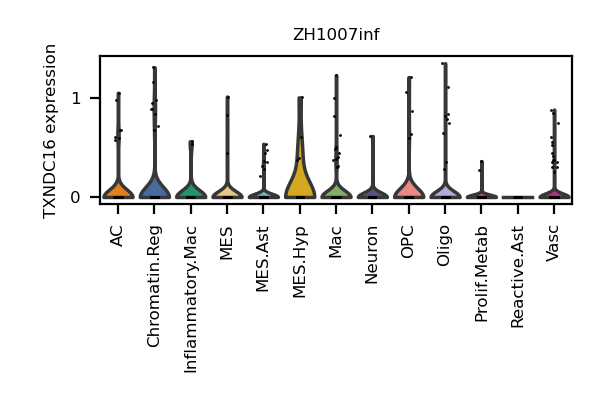 ZH1007inf
TXNDC16 expression
1
0
AC
Chromatin.Reg
Inflammatory.Mac
MES
MES.Ast
MES.Hyp
Mac
Neuron
OPC
Oligo
Prolif.Metab
Reactive.Ast
Vasc